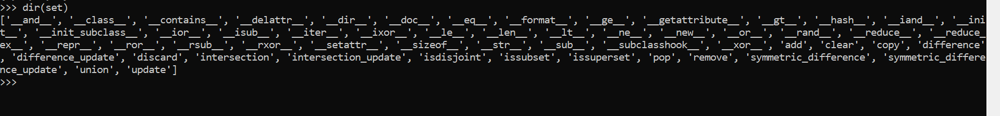 >>> dir(set)
['__and__', '__class__', '__contains__', '__delattr__', '__dir__', '__doc__', '__eq__', '__format__', '__ge__', '__getattribute__', '__gt__', '__hash__', '__iand__', '__ini
t__', '__init_subclass__', '__ior__', '__isub__', '__iter__', '__ixor__', '__le__', '__len__', '__lt__', '__ne__', '__new__', '__or__', '__rand__', '__reduce__', '__reduce_
ex__', '__repr__', '__ror__', '__rsub__', '__rxor__', '__setattr__', '__sizeof__', '__str__', '__sub__', '__subclasshook__', '__xor__', 'add', 'clear', 'copy', 'difference'
, 'difference_update', 'discard', 'intersection', 'intersection_update', 'isdisjoint', 'issubset', 'issuperset', 'pop', 'remove', 'symmetric_difference', 'symmetric_differe
nce_update', 'union', 'update']
>>>